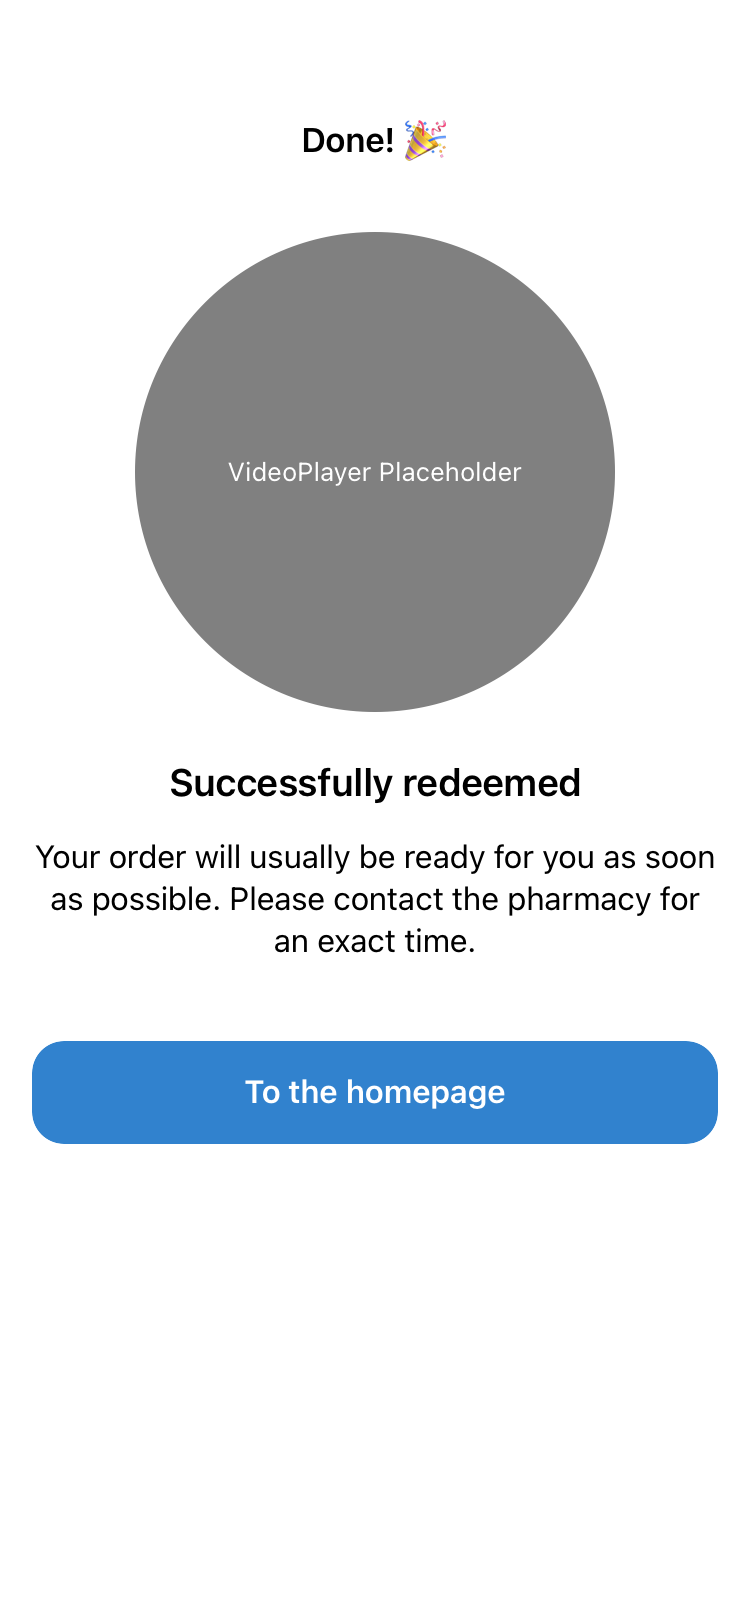 Done! 🎉
VideoPlayer Placeholder
Successfully redeemed
Your order will usually be ready for you as soon
as possible. Please contact the pharmacy for
an exact time.
To the homepage